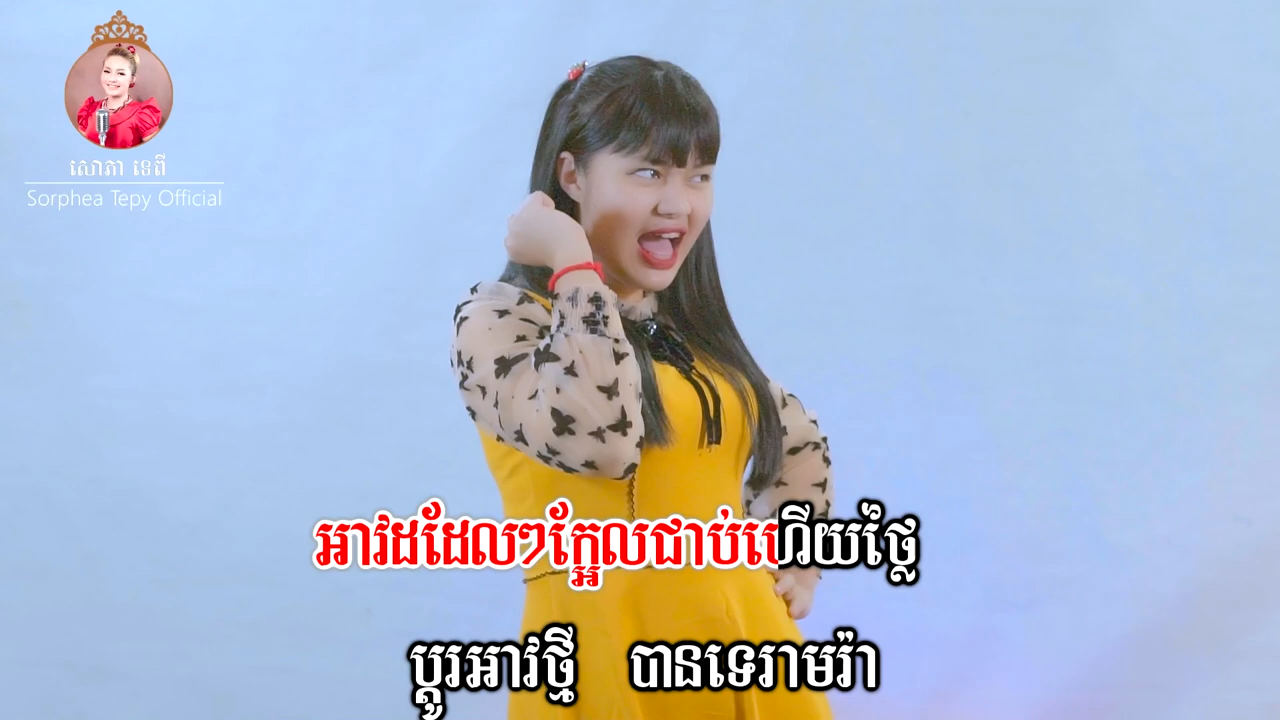 សោភា ទេពី
Sorphea Tepy Official
អាវដដែលៗក្អែលជាប់ហើយថ្លៃ
ប្ដូរអាវថ្មី បានទេរាមរ៉ា